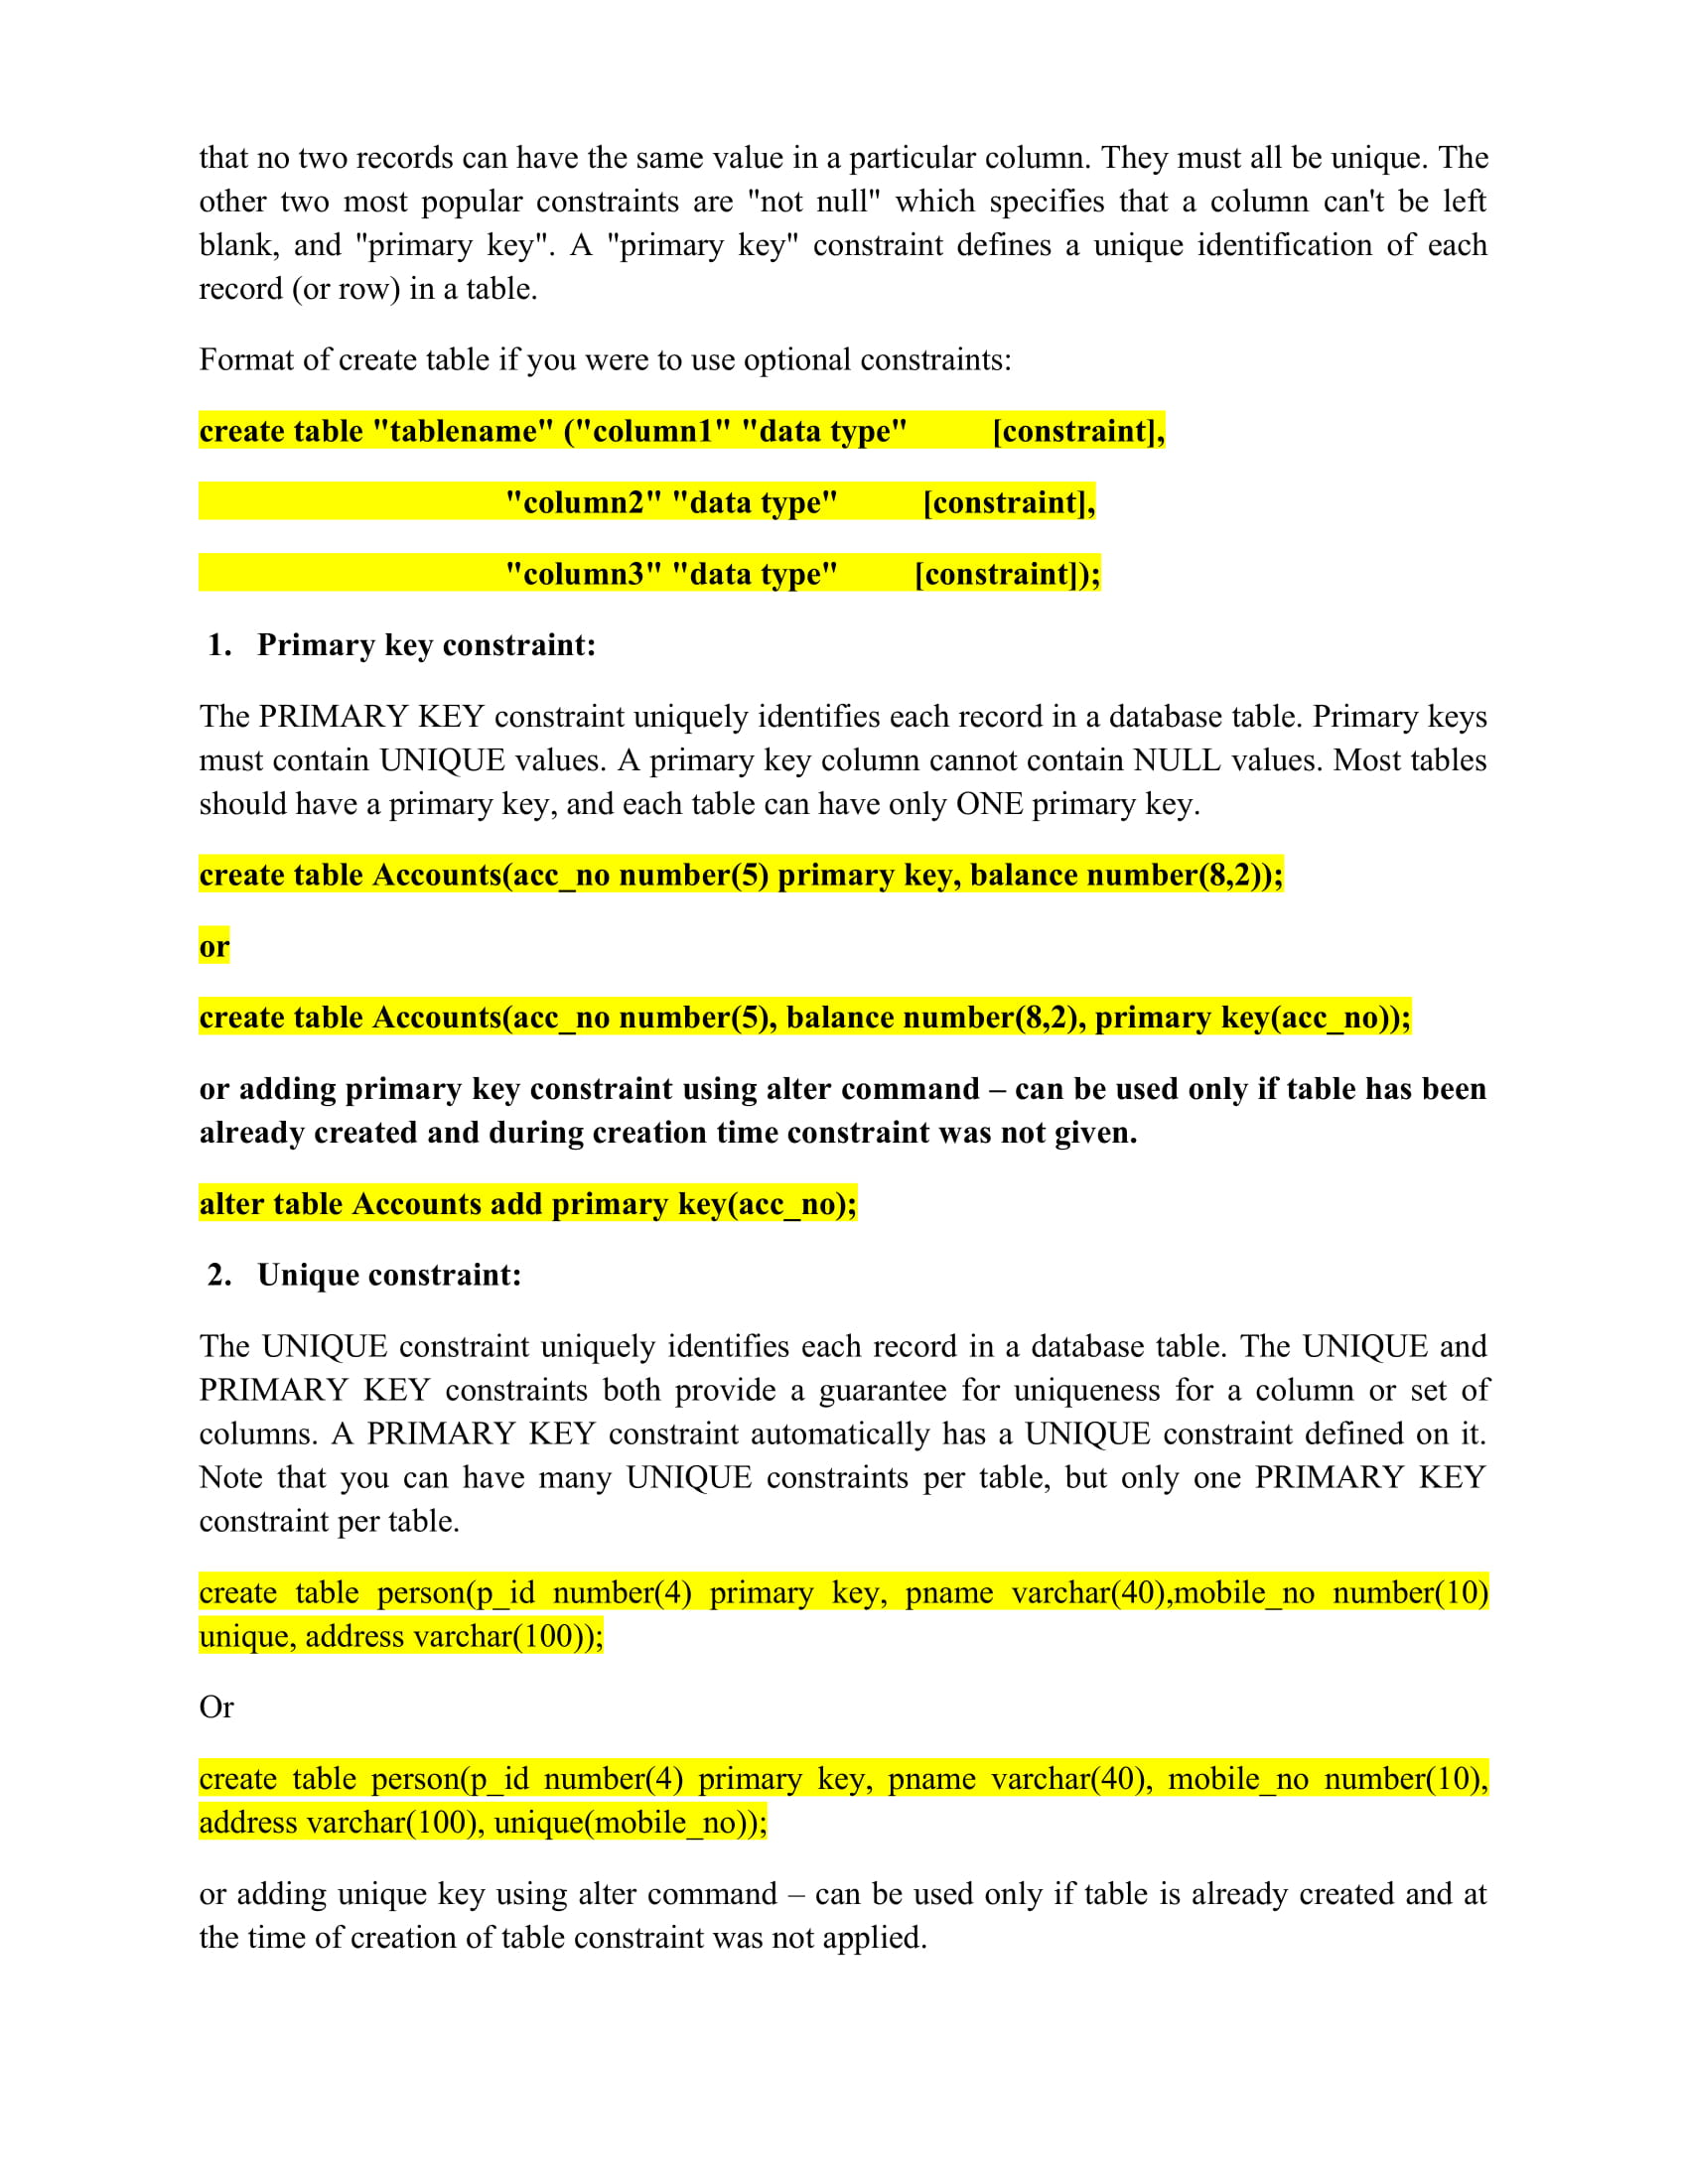 that no two records can have the same value in a particular column. They must all be unique. The
other two most popular constraints are "not null" which specifies that a column can't be left
blank, and "primary key". A "primary key" constraint defines a unique identification of each
record (or row) in a table.
Format of create table if you were to use optional constraints:
create table "tablename" ("column1" "data type" [constraint],
"column2" "data type" [constraint],
"column3" "data type" [constraint]);
1. Primary key constraint:
The PRIMARY KEY constraint uniquely identifies each record in a database table. Primary keys
must contain UNIQUE values. A primary key column cannot contain NULL values. Most tables
should have a primary key, and each table can have only ONE primary key.
create table Accounts(acc_no number(5) primary key, balance number(8,2));
or
create table Accounts(acc_no number(5), balance number(8,2), primary key(acc_no));
or adding primary key constraint using alter command – can be used only if table has been
already created and during creation time constraint was not given.
alter table Accounts add primary key(acc_no);
2. Unique constraint:
The UNIQUE constraint uniquely identifies each record in a database table. The UNIQUE and
PRIMARY KEY constraints both provide a guarantee for uniqueness for a column or set of
columns. A PRIMARY KEY constraint automatically has a UNIQUE constraint defined on it.
Note that you can have many UNIQUE constraints per table, but only one PRIMARY KEY
constraint per table.
create table person(p_id number(4) primary key, pname varchar(40),mobile_no number(10)
unique, address varchar(100));
Or
create table person(p_id number(4) primary key, pname varchar(40), mobile_no number(10),
address varchar(100), unique(mobile_no));
or adding unique key using alter command – can be used only if table is already created and at
the time of creation of table constraint was not applied.